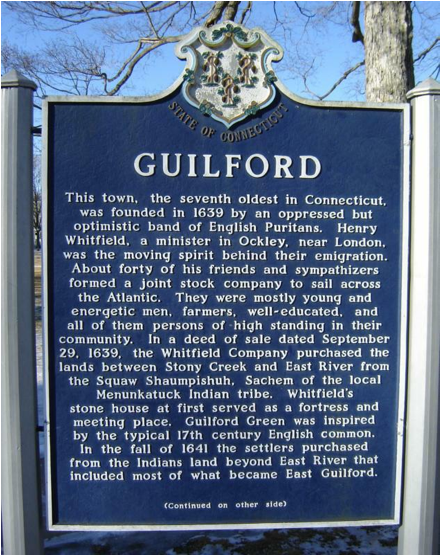 STATE OF CONNECTICUT
GUILFORD
This town, the seventh oldest in Connecticut,
was founded in 1639 by an oppressed but
optimistic band of English Puritans. Henry
Whitfield, a minister in Ockley, near London,
was the moving spirit behind their emigration.
About forty of his friends and sympathizers
formed a joint stock company to sail across
the Atlantic. They were mostly young and
energetic men, farmers, well-educated, and
all of them persons of high standing in their
community. In a deed of sale dated September
29, 1639, the Whitfield Company purchased the
lands between Stony Creek and East River from
the Squaw Shaumpishuh, Sachem of the local
Menunkatuck Indian tribe. Whitfield's
stone house at first served as a fortress and
meeting place. Guilford Green was inspired
by the typical 17th century English common.
In the fall of 1641 the settlers purchased
from the Indians land beyond East River that
included most of what became East Guilford.
(Continued on other side)